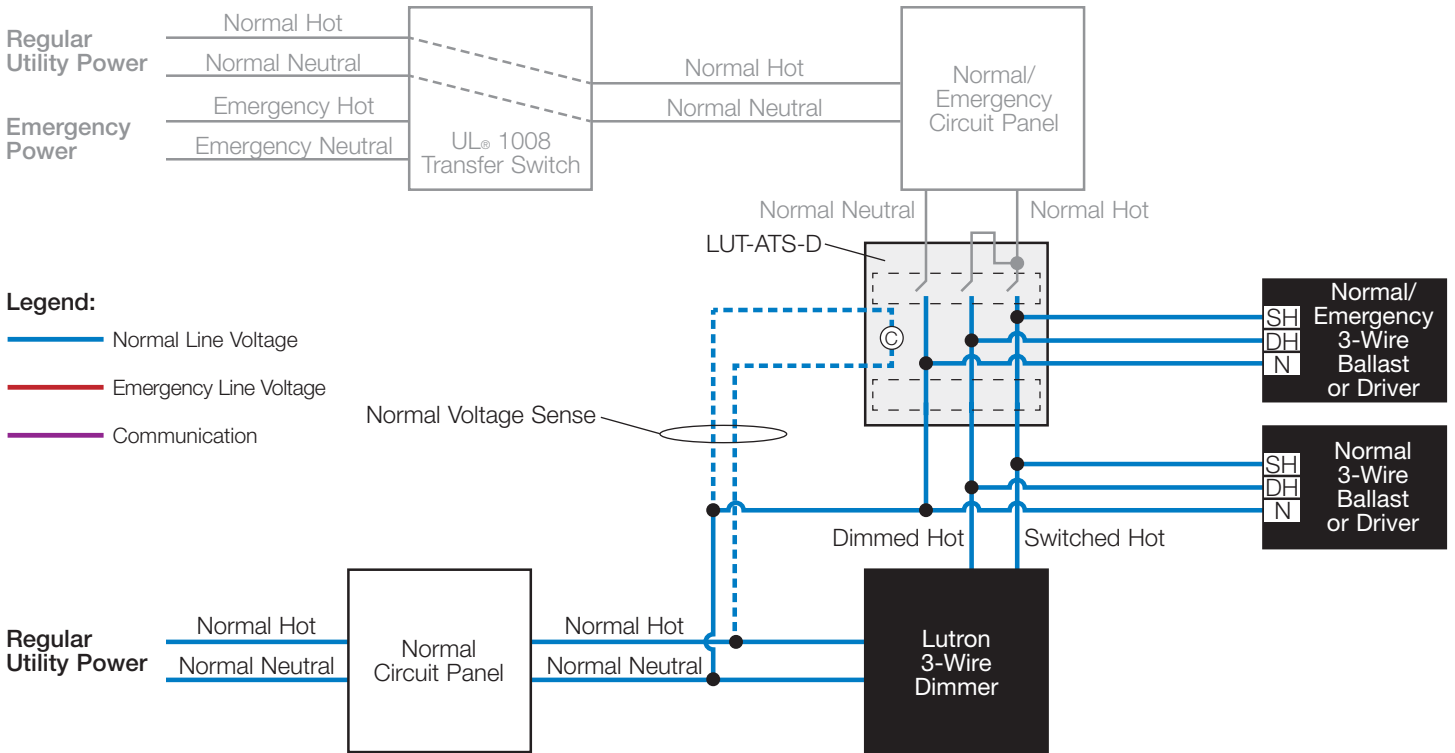 Regular
Utility Power
Normal Hot
Normal Neutral
Emergency
Power
Emergency Hot
Emergency Neutral
UL® 1008
Transfer Switch
Normal Hot
Normal Neutral
Normal/
Emergency
Circuit Panel
Normal Neutral
Normal Hot
LUT-ATS-D
C
Legend:
Normal Line Voltage
Emergency Line Voltage
Communication
Normal Voltage Sense
SH
DH
N
Normal/
Emergency
3-Wire
Ballast
or Driver
SH
DH
N
Normal
3-Wire
Ballast
or Driver
Dimmed Hot
Switched Hot
Regular
Utility Power
Normal Hot
Normal Neutral
Normal
Circuit Panel
Normal Hot
Normal Neutral
Lutron
3-Wire
Dimmer